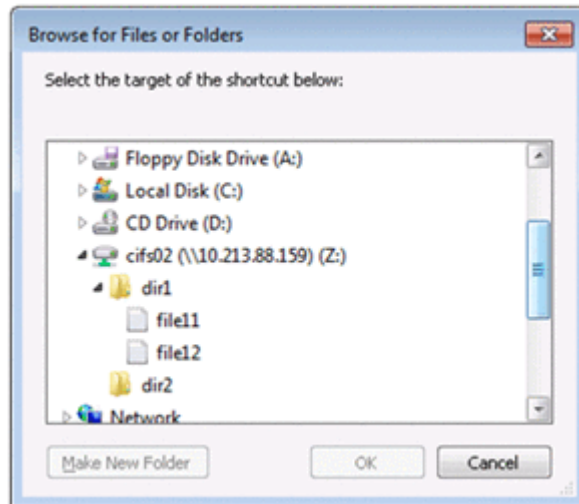 Browse for Files or Folders
Select the target of the shortcut below:
Floppy Disk Drive (A:)
Local Disk (C:)
CD Drive (D:)
cifs02 (\\10.213.88.159) (Z:)
dir1
file11
file12
dir2
Network
Make New Folder
OK
Cancel